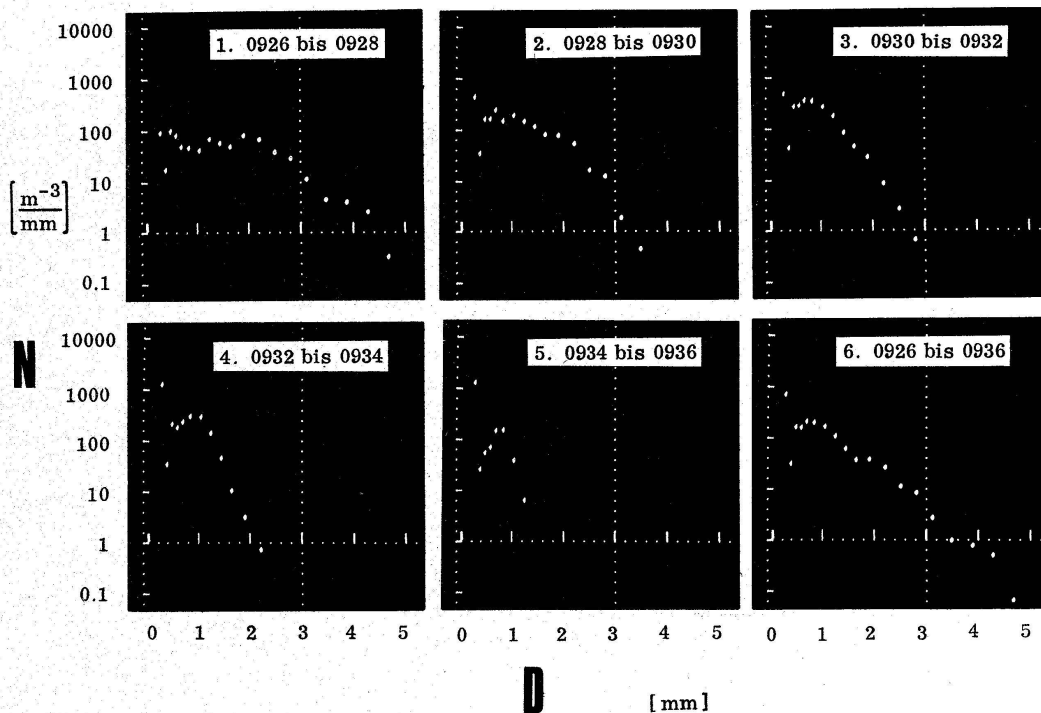 1. 0926 bis 0928
2. 0928 bis 0930
3. 0930 bis 0932
10000
1000
100
10
1
0.1
[m⁻³/mm]
N
4. 0932 bis 0934
5. 0934 bis 0936
6. 0926 bis 0936
10000
1000
100
10
1
0.1
0 1 2 3 4 5
0 1 2 3 4 5
0 1 2 3 4 5
D [mm]